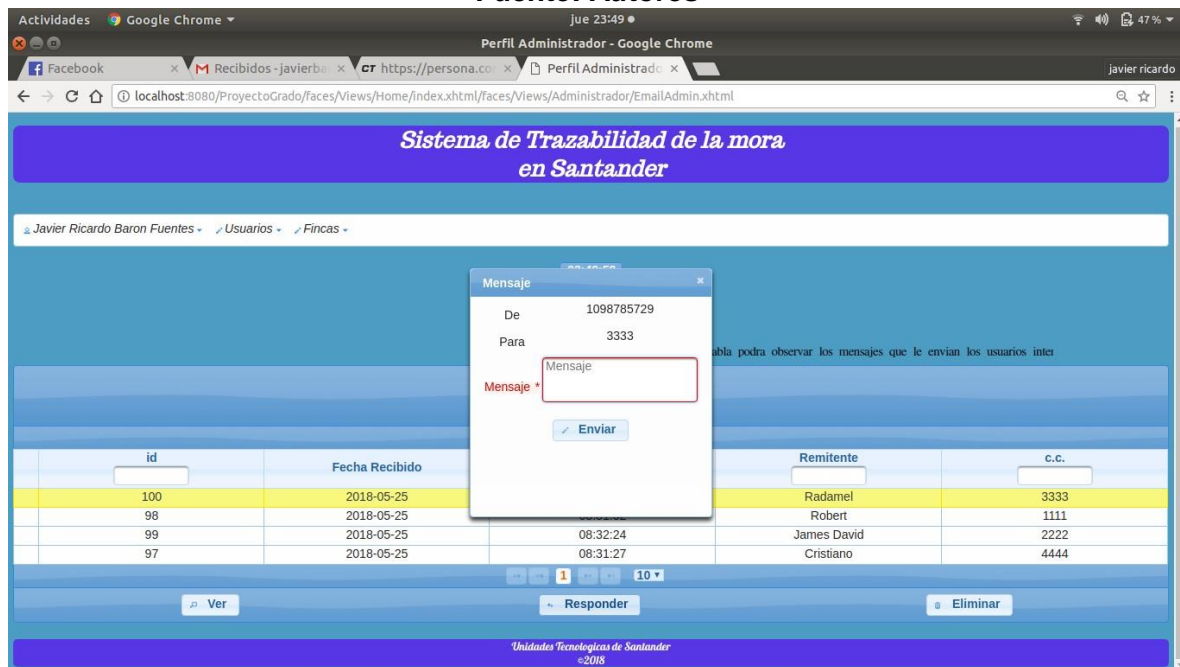 Fuente: Autores
Actividades Google Chrome jue 23:49 47 %
Perfil Administrador - Google Chrome
Facebook Recibidos - javierba https://persona.co Perfil Administrado javier ricardo
localhost:8080/ProyectoGrado/faces/Views/Home/index.xhtml/faces/Views/Administrador/EmailAdmin.xhtml
Sistema de Trazabilidad de la mora
en Santander
Javier Ricardo Baron Fuentes Usuarios Fincas
Mensaje
De 1098785729
Para 3333
abla podra observar los mensajes que le envian los usuarios inter
Mensaje * Mensaje
Enviar
id Fecha Recibido Remitente c.c.
100 2018-05-25 Radamel 3333
98 2018-05-25 Robert 1111
99 2018-05-25 08:32:24 James David 2222
97 2018-05-25 08:31:27 Cristiano 4444
1 10
Ver Responder Eliminar
Unidades Tecnologicas de Santander
©2018